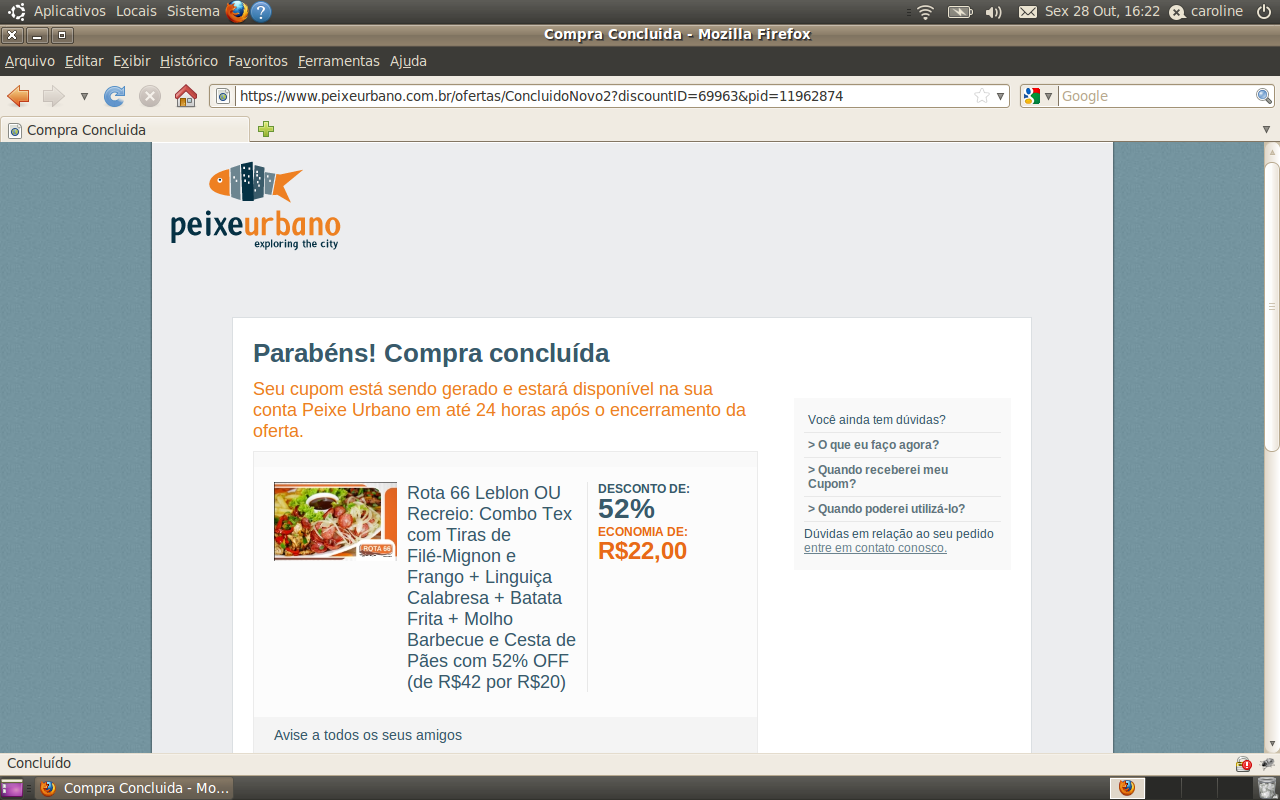 Aplicativos Locais Sistema
Sex 28 Out, 16:22 caroline
Compra Concluida - Mozilla Firefox
Arquivo Editar Exibir Histórico Favoritos Ferramentas Ajuda
https://www.peixeurbano.com.br/ofertas/ConcluidoNovo2?discountID=69963&pid=11962874
Google
Compra Concluida
peixeurbano
exploring the city
Parabéns! Compra concluída
Seu cupom está sendo gerado e estará disponível na sua
conta Peixe Urbano em até 24 horas após o encerramento da
oferta.
ROTA 66
Rota 66 Leblon OU
Recreio: Combo Tex
com Tiras de
Filé-Mignon e
Frango + Linguiça
Calabresa + Batata
Frita + Molho
Barbecue e Cesta de
Pães com 52% OFF
(de R$42 por R$20)
DESCONTO DE:
52%
ECONOMIA DE:
R$22,00
Avise a todos os seus amigos
Você ainda tem dúvidas?
> O que eu faço agora?
> Quando receberei meu
Cupom?
> Quando poderei utilizá-lo?
Dúvidas em relação ao seu pedido
entre em contato conosco.
Concluído
Compra Concluida - Mo...